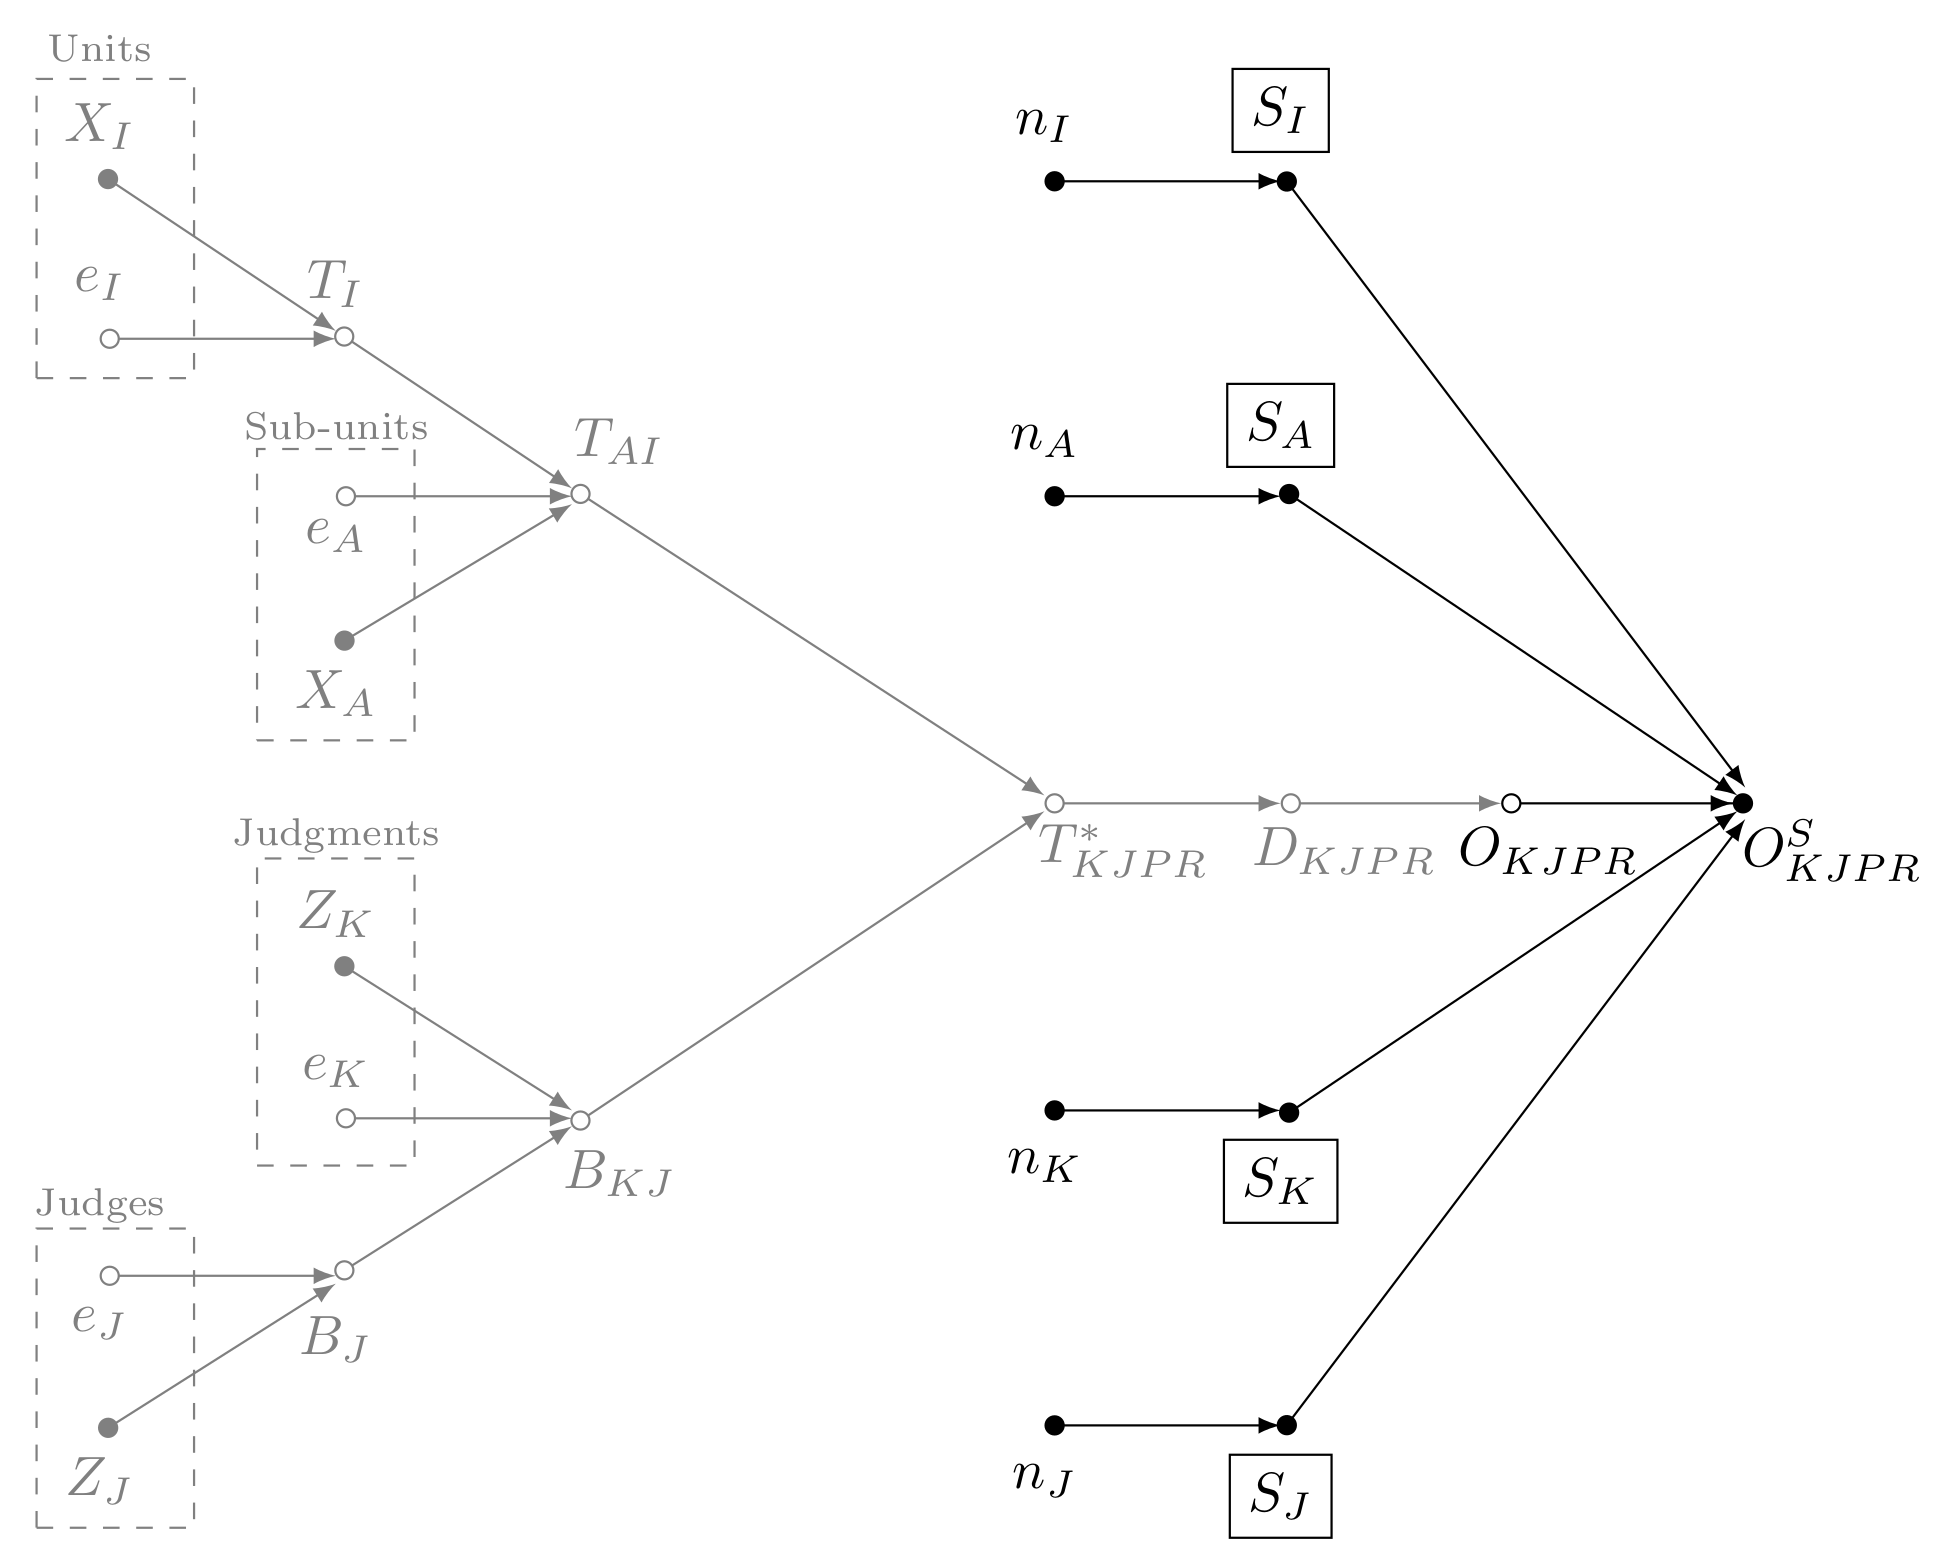 Units
X_I
e_I
T_I
Sub-units
e_A
X_A
T_{AI}
Judgments
Z_K
e_K
B_{KJ}
Judges
e_J
Z_J
B_J
n_I
S_I
n_A
S_A
T^*_{KJPR}
D_{KJPR}
O_{KJPR}
O^S_{KJPR}
n_K
S_K
n_J
S_J